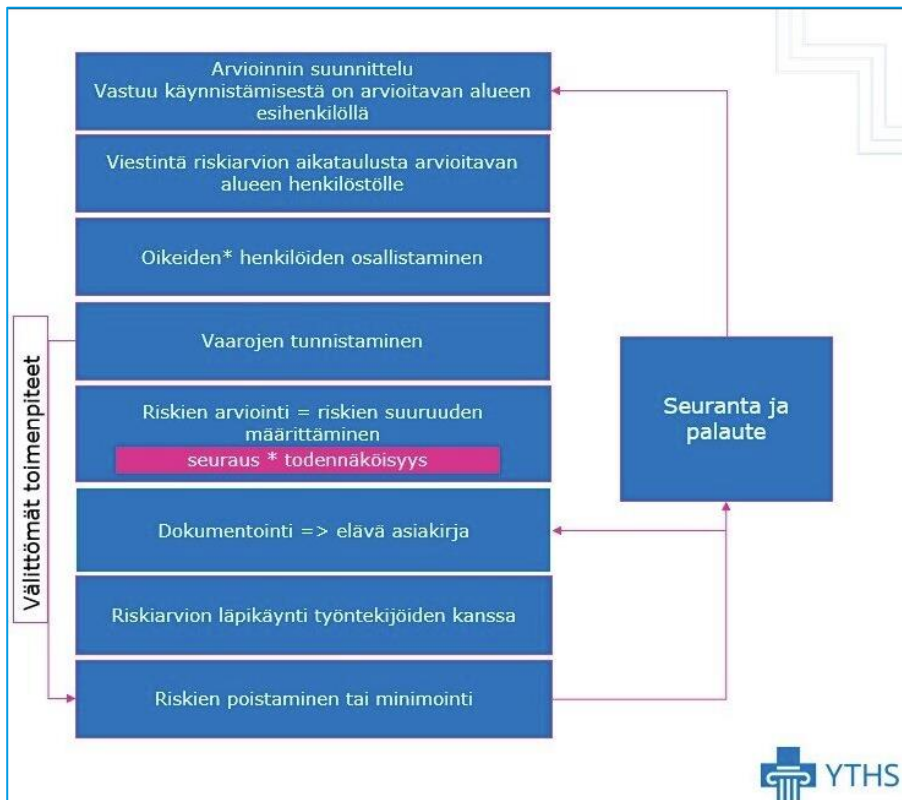 Arvioinnin suunnittelu
Vastuu käynnistämisestä on arvioitavan alueen
esihenkilöllä
Viestintä riskiarvion aikataulusta arvioitavan
alueen henkilöstölle
Oikeiden* henkilöiden osallistaminen
Vaarojen tunnistaminen
Riskien arviointi = riskien suuruuden
määrittäminen
seuraus * todennäköisyys
Dokumentointi => elävä asiakirja
Riskiarvion läpikäynti työntekijöiden kanssa
Riskien poistaminen tai minimointi
Välittömät toimenpiteet
Seuranta ja
palaute
YTHS